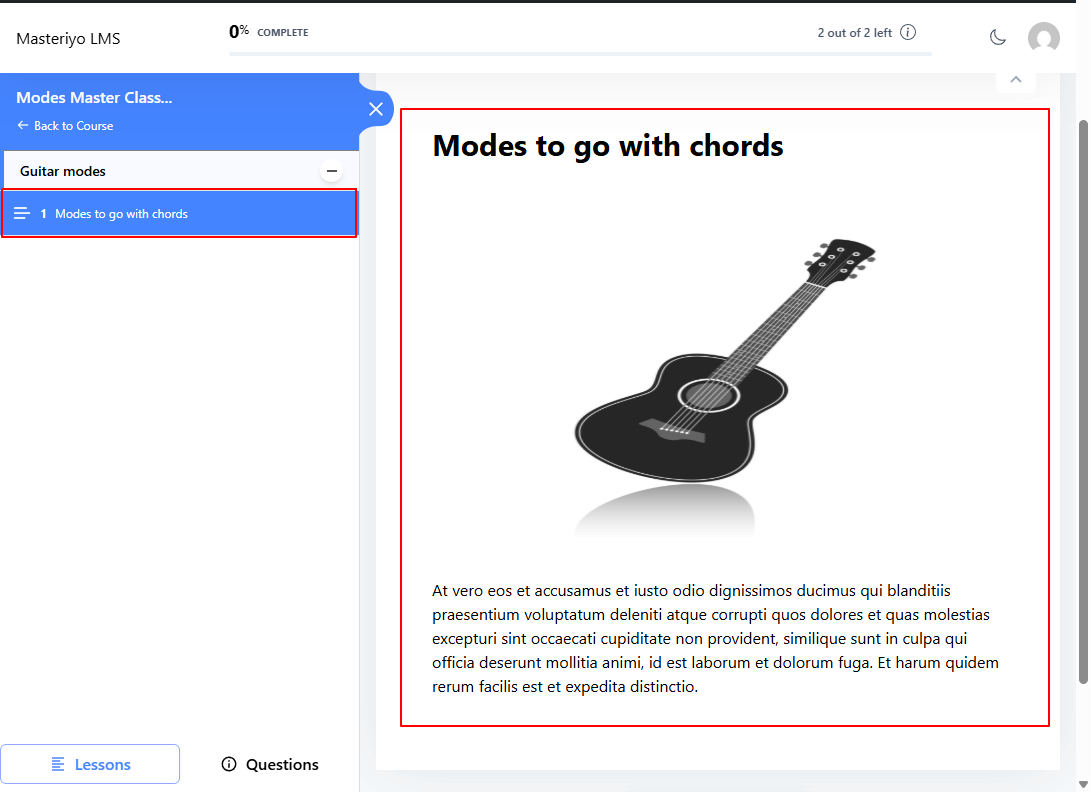 Masteriyo LMS
0% COMPLETE
2 out of 2 left
Modes Master Class...
Back to Course
Guitar modes
1 Modes to go with chords
Modes to go with chords
At vero eos et accusamus et iusto odio dignissimos ducimus qui blanditiis
praesentium voluptatum deleniti atque corrupti quos dolores et quas molestias
excepturi sint occaecati cupiditate non provident, similique sunt in culpa qui
officia deserunt mollitia animi, id est laborum et dolorum fuga. Et harum quidem
rerum facilis est et expedita distinctio.
Lessons
Questions